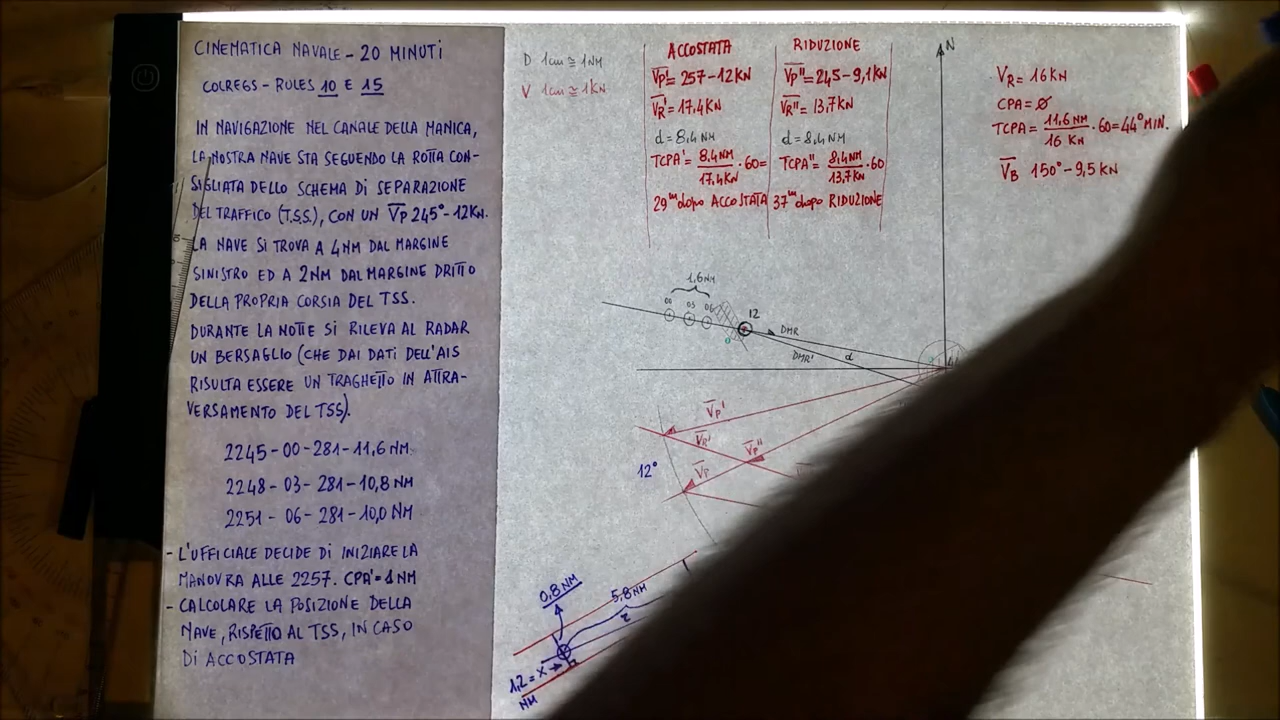 CINEMATICA NAVALE - 20 MINUTI
COLREGS - RULES 10 E 15
IN NAVIGAZIONE NEL CANALE DELLA MANICA,
LA NOSTRA NAVE STA SEGUENDO LA ROTTA CON-
SIGLIATA DELLO SCHEMA DI SEPARAZIONE
DEL TRAFFICO (T.S.S.), CON UN VP 245°-12KN.
LA NAVE SI TROVA A 4NM DAL MARGINE
SINISTRO ED A 2NM DAL MARGINE DRITTO
DELLA PROPRIA CORSIA DEL TSS.
DURANTE LA NOTTE SI RILEVA AL RADAR
UN BERSAGLIO (CHE DAI DATI DELL'AIS
RISULTA ESSERE UN TRAGHETTO IN ATTRA-
VERSAMENTO DEL TSS).
2245-00-281-11,6 NM
2248-03-281-10,8 NM
2251-06-281-10,0 NM
- L'UFFICIALE DECIDE DI INIZIARE LA
MANOVRA ALLE 2257. CPA'=1NM
- CALCOLARE LA POSIZIONE DELLA
NAVE, RISPETTO AL TSS, IN CASO
DI ACCOSTATA
D 1cm ≅ 1NM
V 1cm ≅ 1KN
ACCOSTATA
VP' = 257-12KN
VR' = 17,4KN
d = 8,4 NM
TCPA' = 8,4NM / 17,4KN · 60 =
29m dopo ACCOSTATA
RIDUZIONE
VP'' = 245-9,1KN
VR'' = 13,7KN
d = 8,4NM
TCPA'' = 8,4NM / 13,7KN · 60
37m dopo RIDUZIONE
N
VR = 16KN
CPA = Ø
TCPA = 11,6 NM / 16 KN · 60 = 44° MIN.
VB 150°-9,5KN
1,6NM
00
03
06
12
DMR
DMR'
d
VP'
VR'
VP''
VP
12°
0.8 NM
5,8NM
1,2 = X
NM